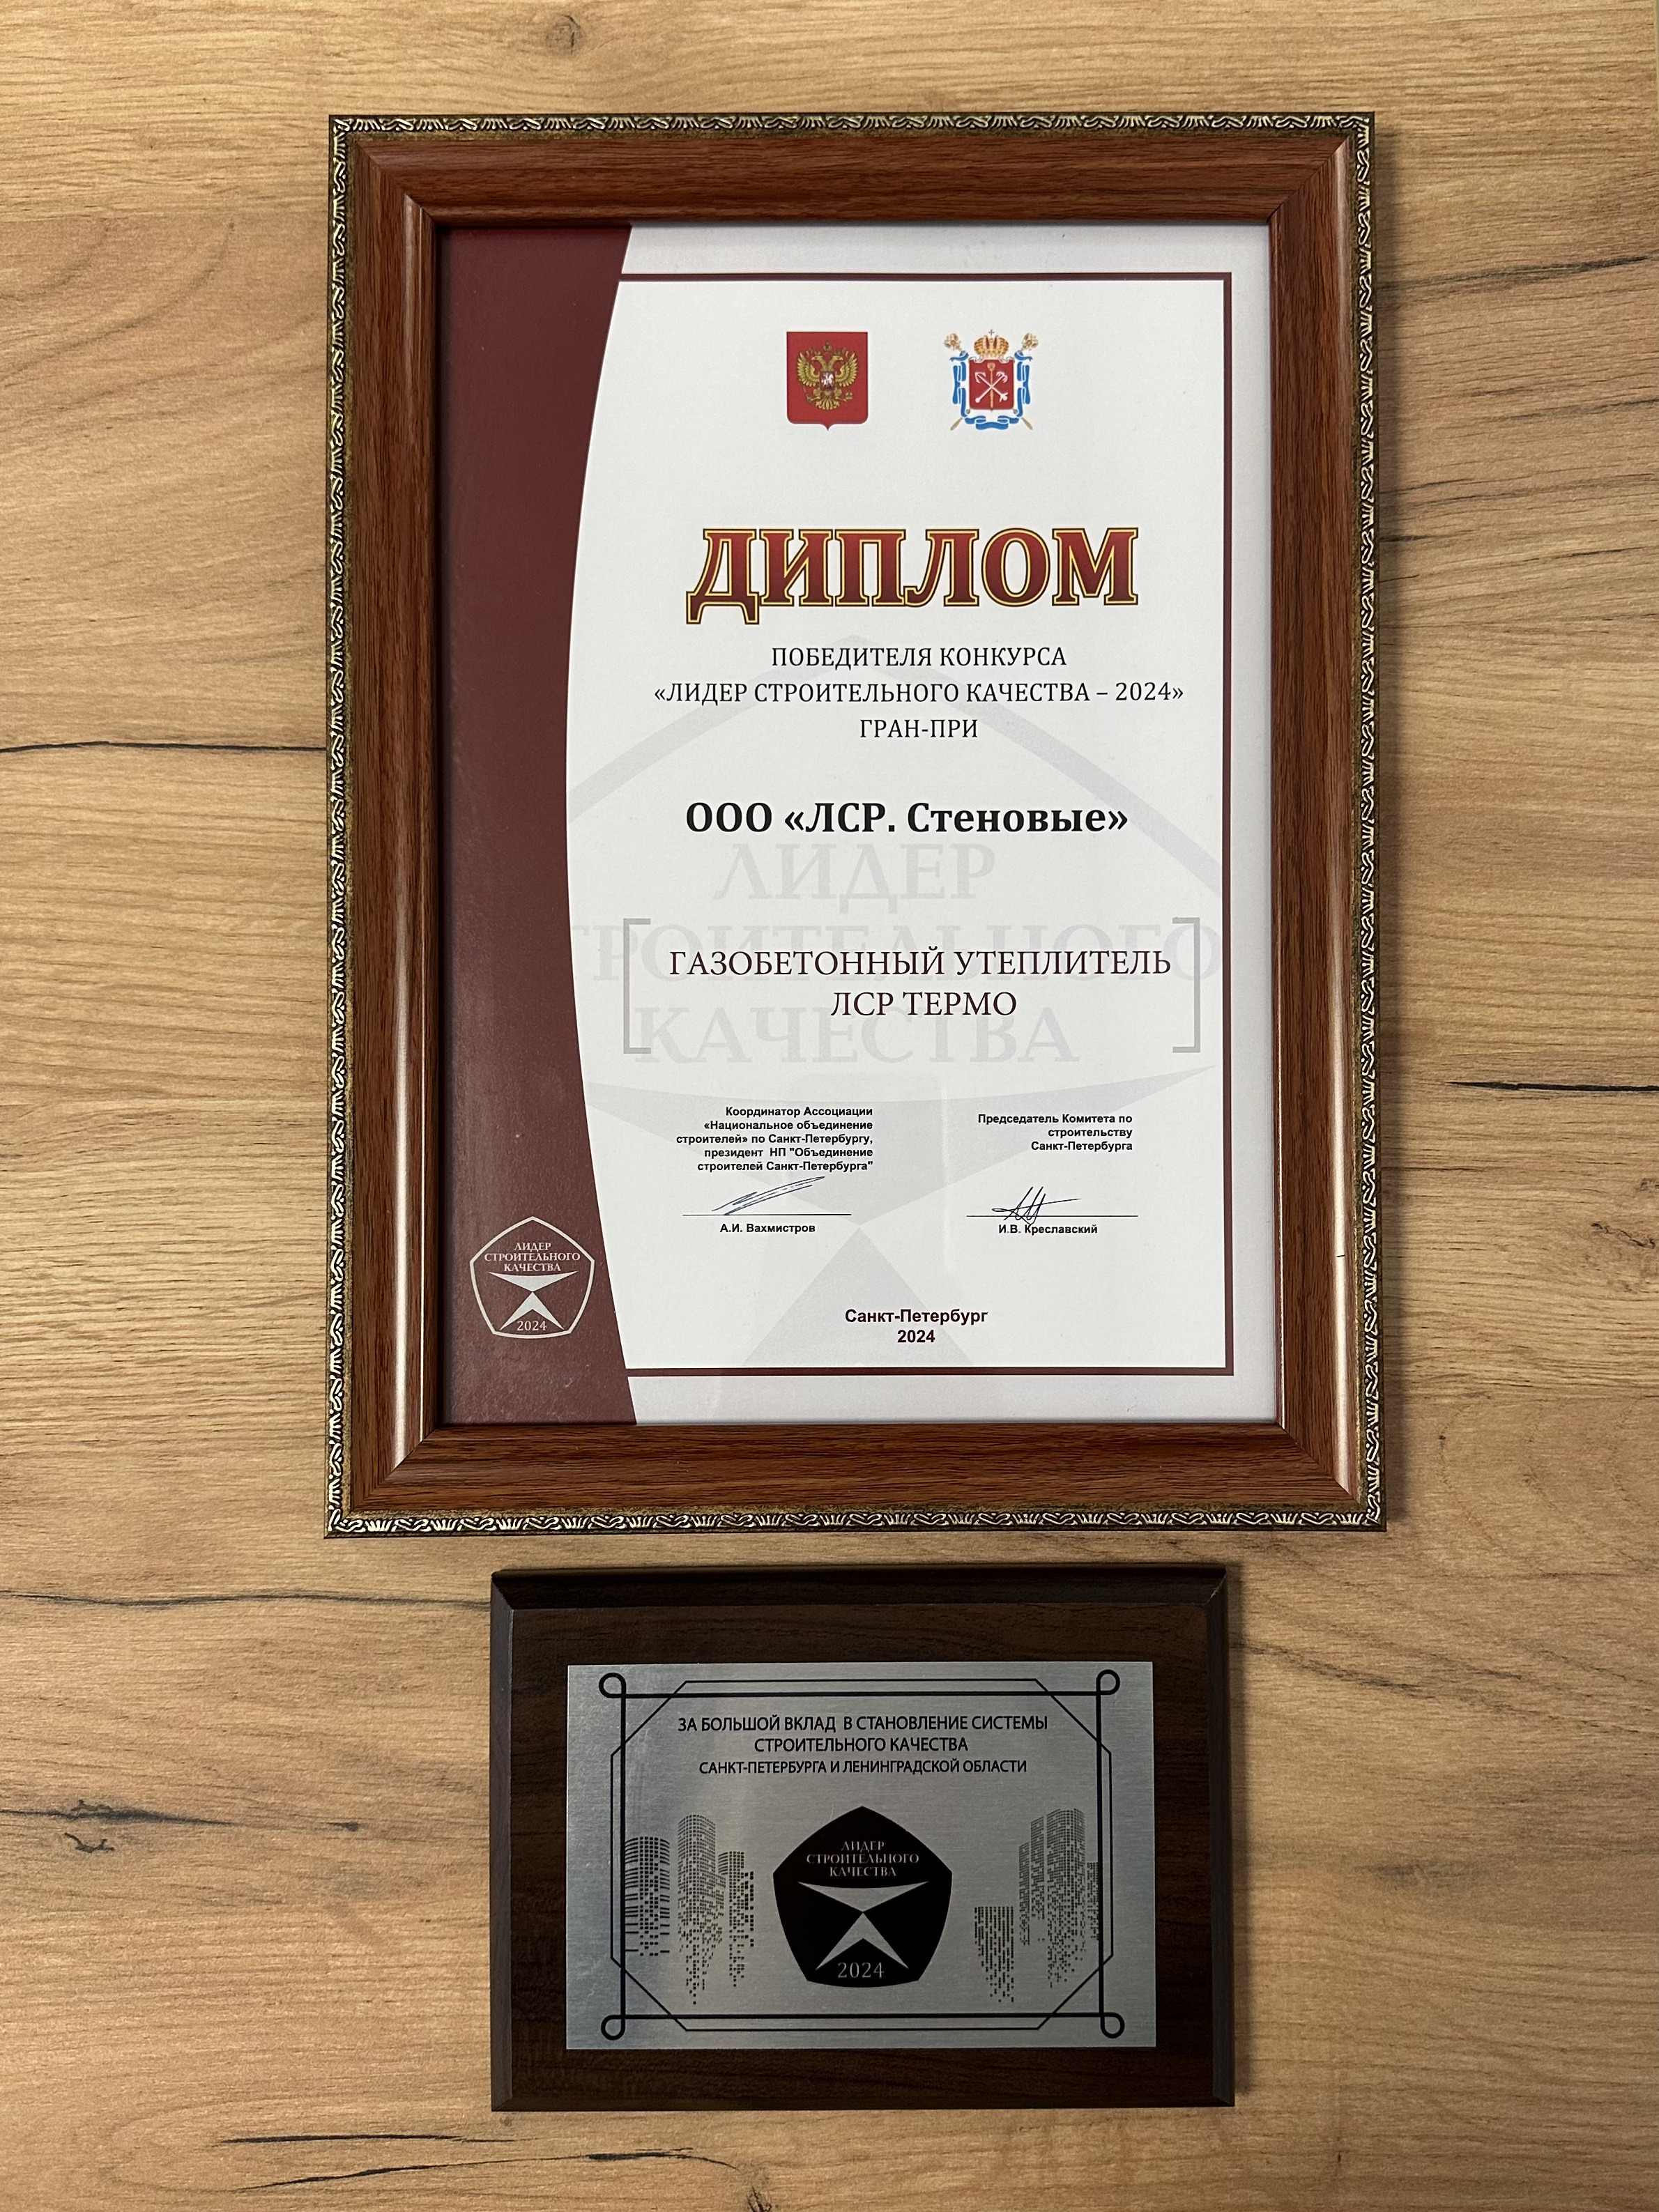 ДИПЛОМ
ПОБЕДИТЕЛЯ КОНКУРСА
«ЛИДЕР СТРОИТЕЛЬНОГО КАЧЕСТВА – 2024»
ГРАН-ПРИ
ООО «ЛСР. Стеновые»
ЛИДЕР
СТРОИТЕЛЬНОГО
КАЧЕСТВА
ГАЗОБЕТОННЫЙ УТЕПЛИТЕЛЬ
ЛСР ТЕРМО
Координатор Ассоциации
«Национальное объединение
строителей» по Санкт-Петербургу,
президент НП "Объединение
строителей Санкт-Петербурга"
А.И. Вахмистров
Председатель Комитета по
строительству
Санкт-Петербурга
И.В. Креславский
ЛИДЕР
СТРОИТЕЛЬНОГО
КАЧЕСТВА
2024
Санкт-Петербург
2024
ЗА БОЛЬШОЙ ВКЛАД В СТАНОВЛЕНИЕ СИСТЕМЫ
СТРОИТЕЛЬНОГО КАЧЕСТВА
САНКТ-ПЕТЕРБУРГА И ЛЕНИНГРАДСКОЙ ОБЛАСТИ
ЛИДЕР
СТРОИТЕЛЬНОГО
КАЧЕСТВА
2024